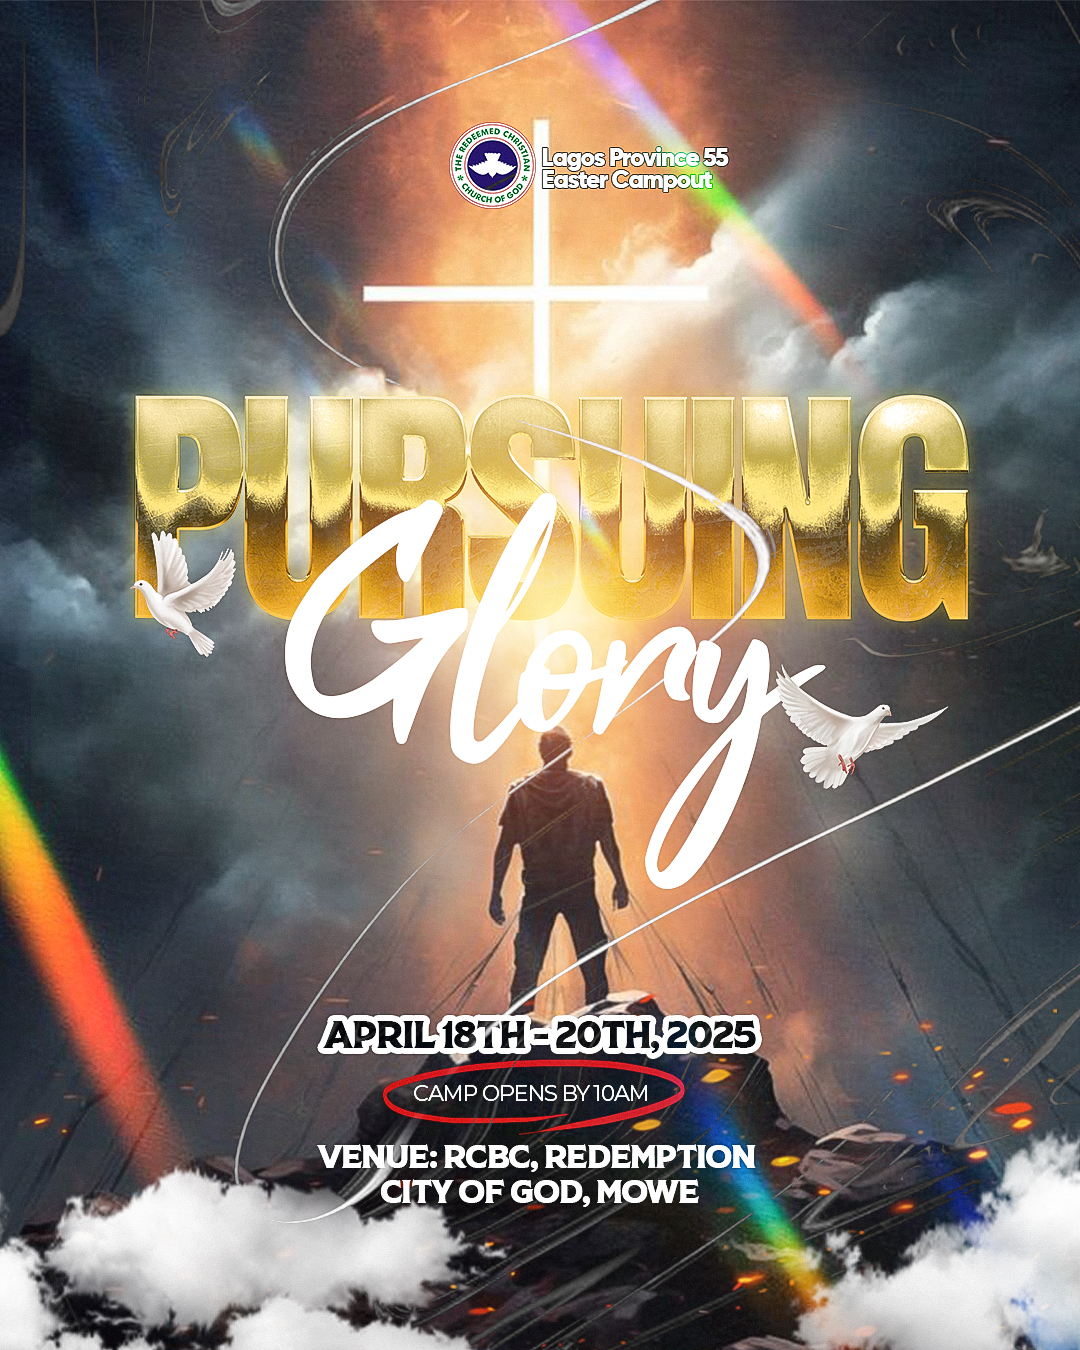 THE REDEEMED CHRISTIAN
CHURCH OF GOD
Lagos Province 55
Easter Campout
PURSUING
Glory
APRIL 18TH - 20TH, 2025
CAMP OPENS BY 10AM
VENUE: RCBC, REDEMPTION
CITY OF GOD, MOWE